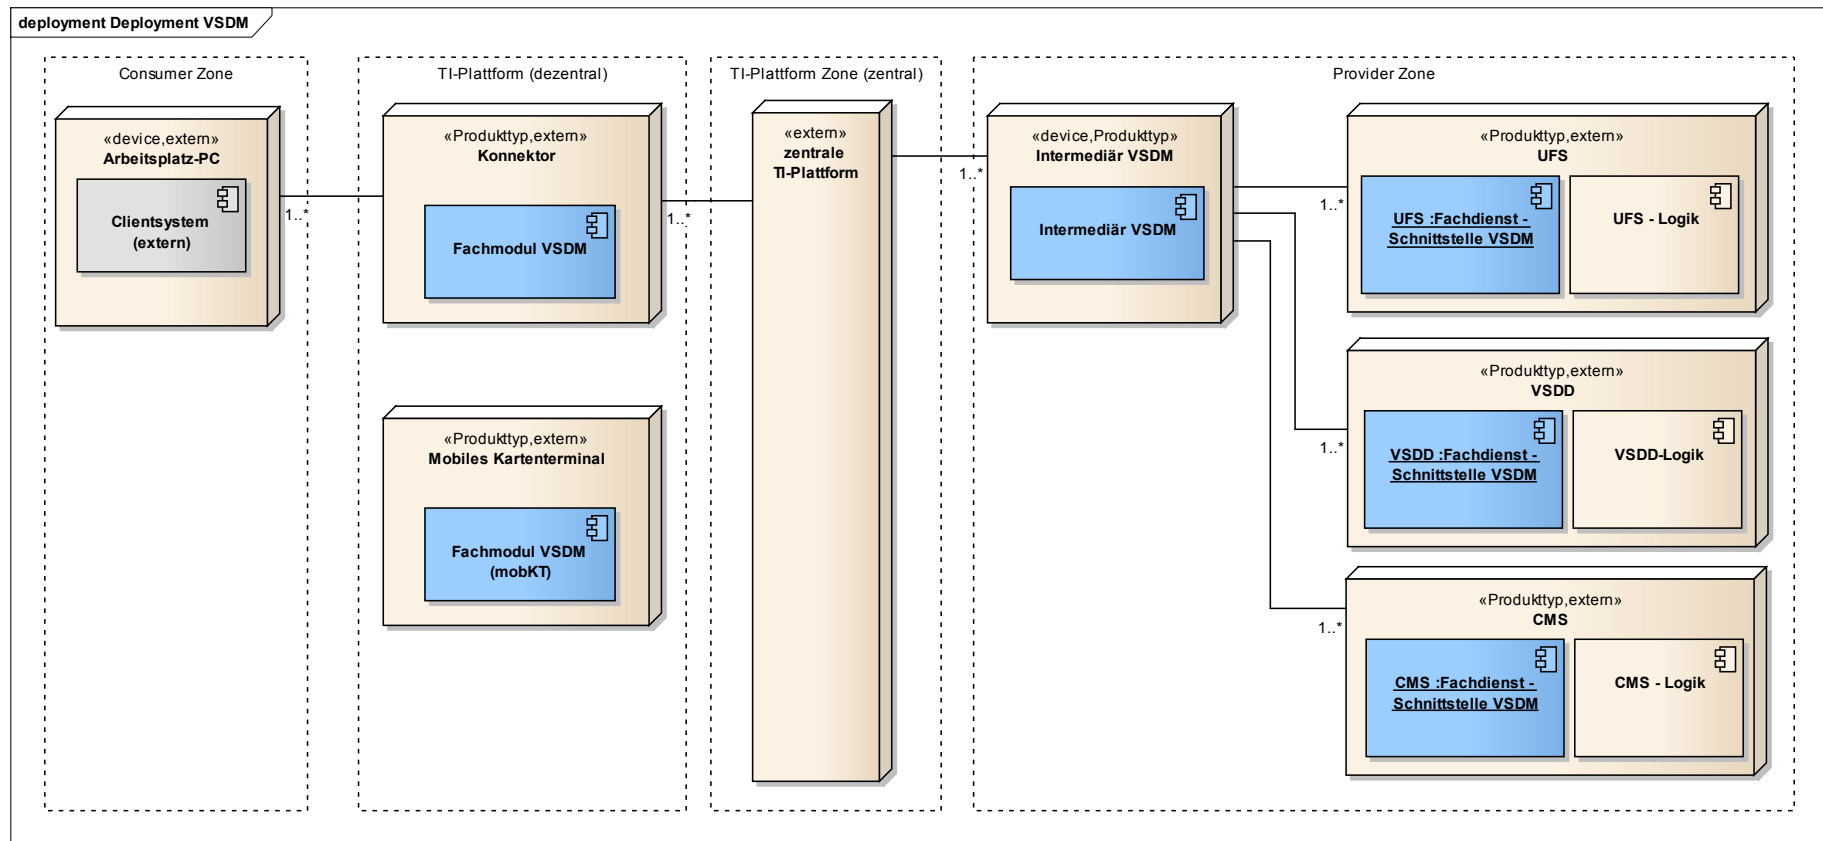 deployment Deployment VSDM
Consumer Zone
«device,extern»
Arbeitsplatz-PC
Clientsystem
(extern)
1..*
TI-Plattform (dezentral)
«Produkttyp,extern»
Konnektor
Fachmodul VSDM
1..*
«Produkttyp,extern»
Mobiles Kartenterminal
Fachmodul VSDM
(mobKT)
TI-Plattform Zone (zentral)
«extern»
zentrale
TI-Plattform
Provider Zone
1..*
«device,Produkttyp»
Intermediär VSDM
Intermediär VSDM
1..*
«Produkttyp,extern»
UFS
UFS :Fachdienst -
Schnittstelle VSDM
UFS - Logik
1..*
«Produkttyp,extern»
VSDD
VSDD :Fachdienst -
Schnittstelle VSDM
VSDD-Logik
1..*
«Produkttyp,extern»
CMS
CMS :Fachdienst -
Schnittstelle VSDM
CMS - Logik